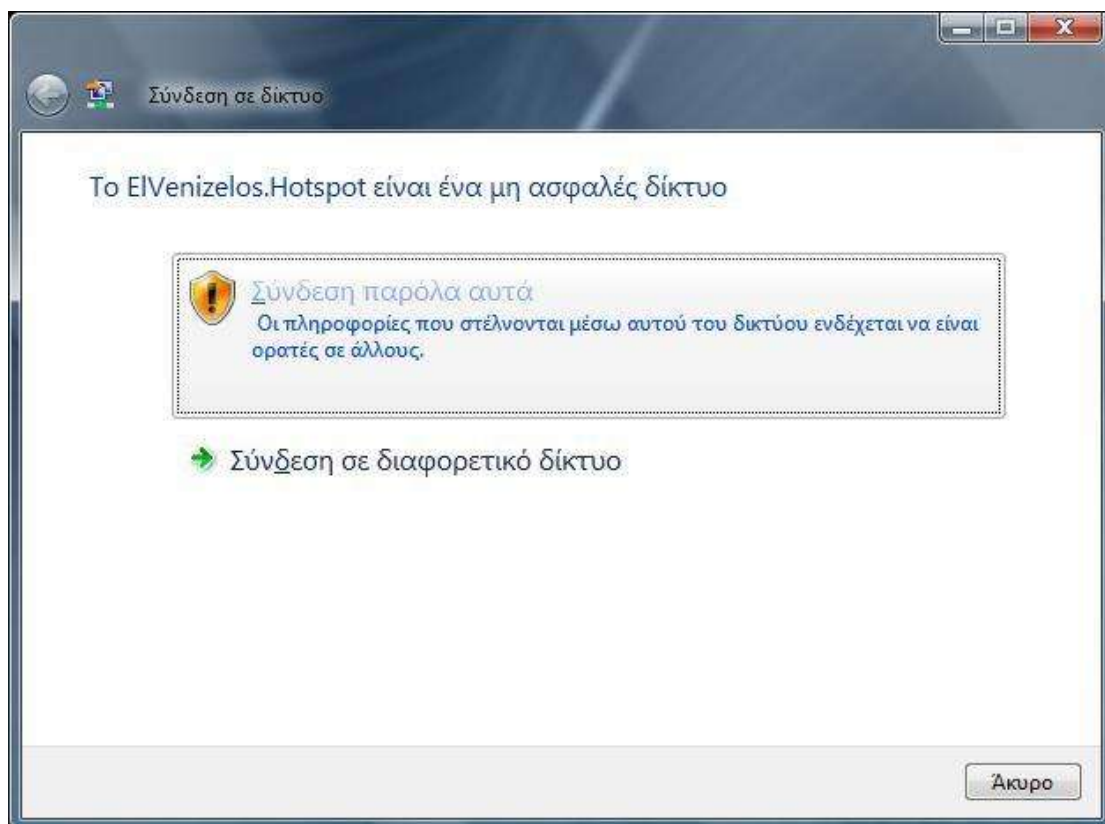 Σύνδεση σε δίκτυο
Το ElVenizelos.Hotspot είναι ένα μη ασφαλές δίκτυο
Σύνδεση παρόλα αυτά
Οι πληροφορίες που στέλνονται μέσω αυτού του δικτύου ενδέχεται να είναι
ορατές σε άλλους.
Σύνδεση σε διαφορετικό δίκτυο
Άκυρο